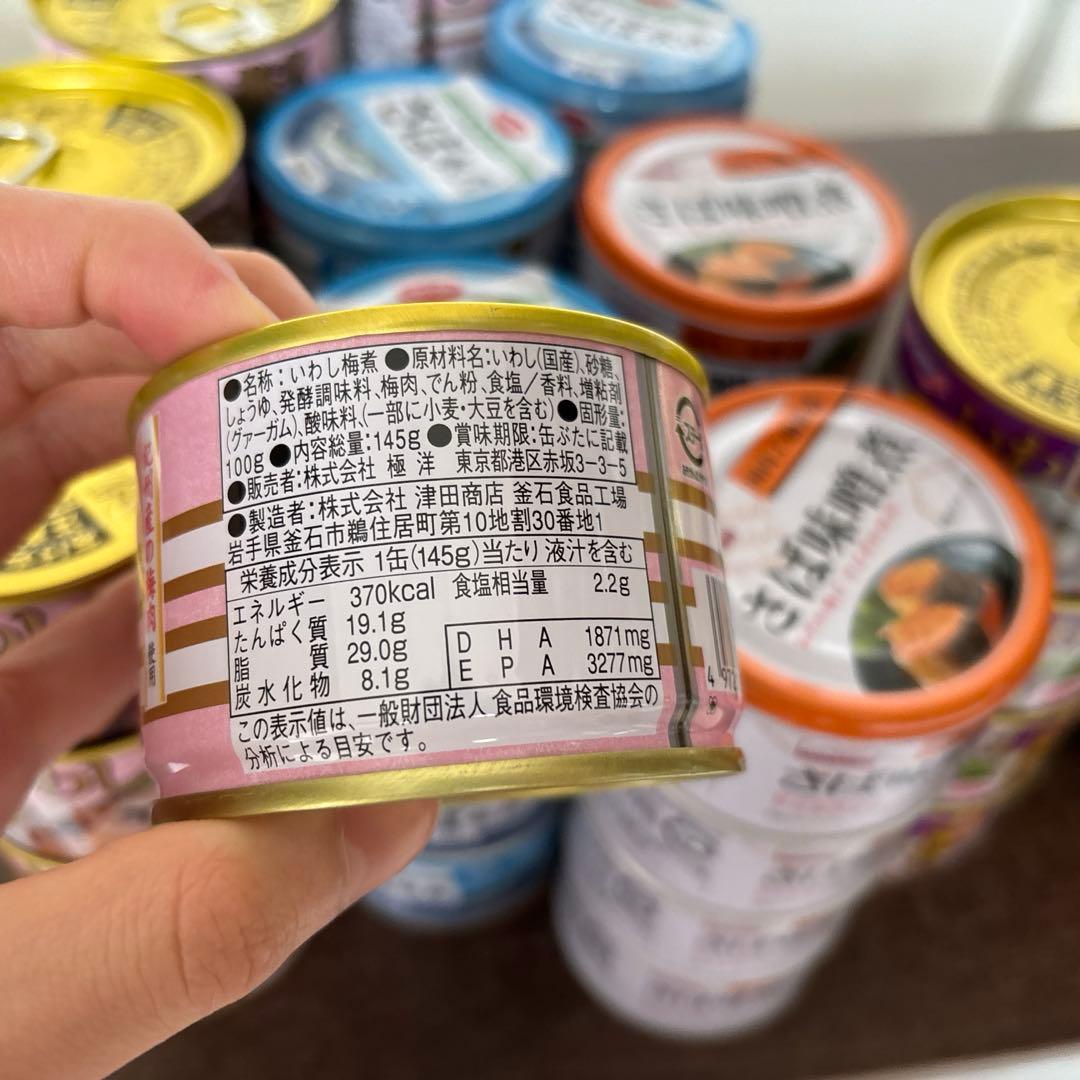 ●名称：いわし梅煮 ●原材料名：いわし(国産)、砂糖、
しょうゆ、発酵調味料、梅肉、でん粉、食塩／香料、増粘剤
(グァーガム)、酸味料、(一部に小麦・大豆を含む) ●固形量：
100g ●内容総量：145g ●賞味期限：缶ぶたに記載
●販売者：株式会社 極洋 東京都港区赤坂3-3-5
●製造者：株式会社 津田商店 釜石食品工場
岩手県釜石市鵜住居町第10地割30番地1
栄養成分表示 1缶(145g)当たり 液汁を含む
エネルギー 370kcal 食塩相当量 2.2g
たんぱく質 19.1g
脂質 29.0g
炭水化物 8.1g
DHA 1871mg
EPA 3277mg
この表示値は、一般財団法人 食品環境検査協会の
分析による目安です。
州産の梅肉
使用
さば味噌煮
さば味噌煮